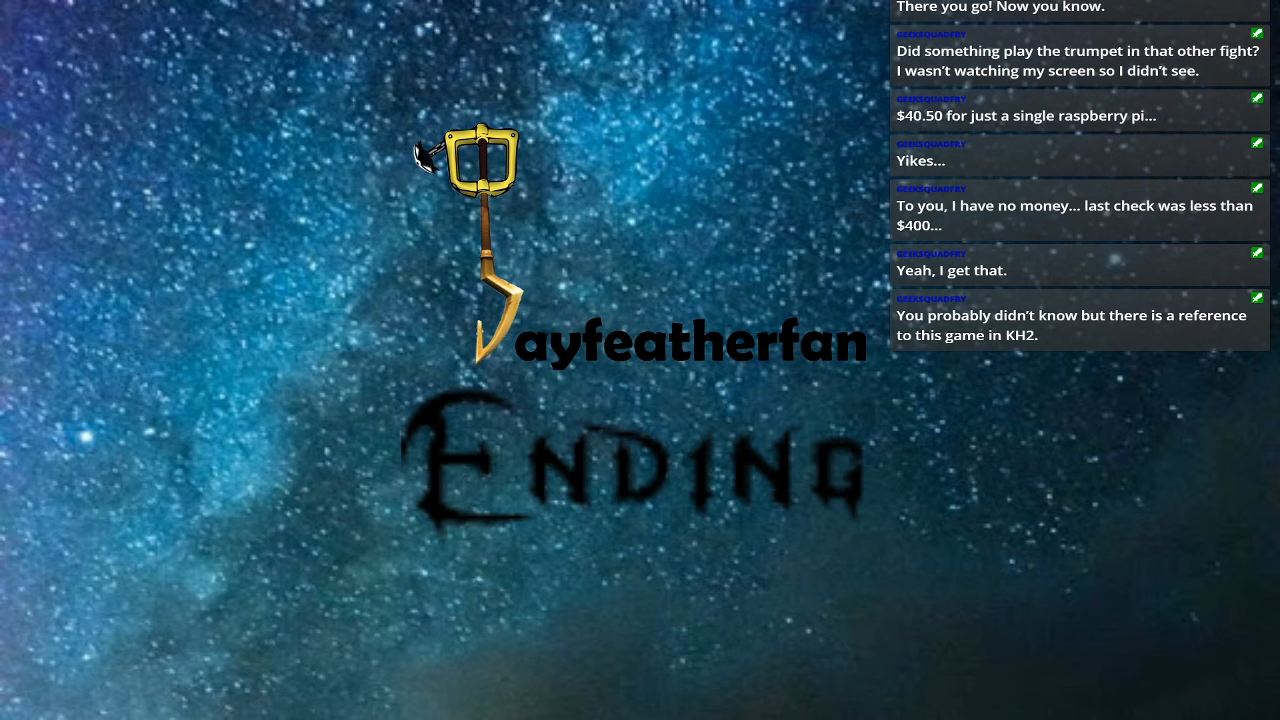 There you go! Now you know.
GEEKSQUADFRY
Did something play the trumpet in that other fight?
I wasn't watching my screen so I didn't see.
GEEKSQUADFRY
$40.50 for just a single raspberry pi...
GEEKSQUADFRY
Yikes...
GEEKSQUADFRY
To you, I have no money... last check was less than
$400...
GEEKSQUADFRY
Yeah, I get that.
GEEKSQUADFRY
You probably didn't know but there is a reference
to this game in KH2.
Jayfeatherfan
Ending